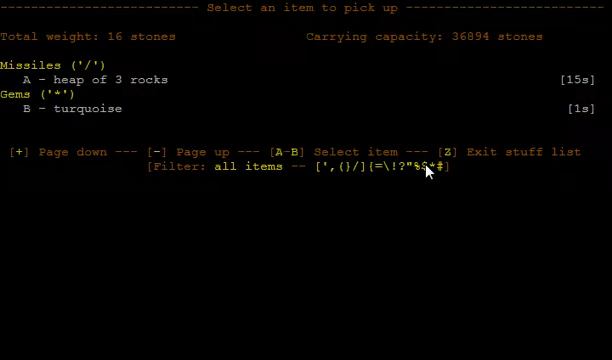 --------------------------- Select an item to pick up ---------------------------
Total weight: 16 stones Carrying capacity: 36894 stones
Missiles ('/')
A - heap of 3 rocks [15s]
Gems ('*')
B - turquoise [1s]
[+] Page down --- [-] Page up --- [A-B] Select item --- [Z] Exit stuff list
[Filter: all items -- [',(}/]{=\!?"%$*#]